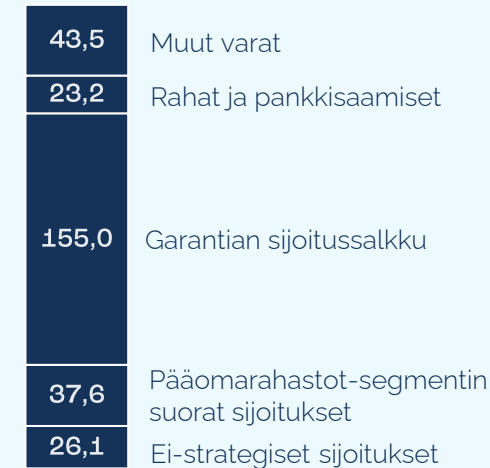 43,5 Muut varat
23,2 Rahat ja pankkisaamiset
155,0 Garantian sijoitussalkku
37,6 Pääomarahastot-segmentin
suorat sijoitukset
26,1 Ei-strategiset sijoitukset